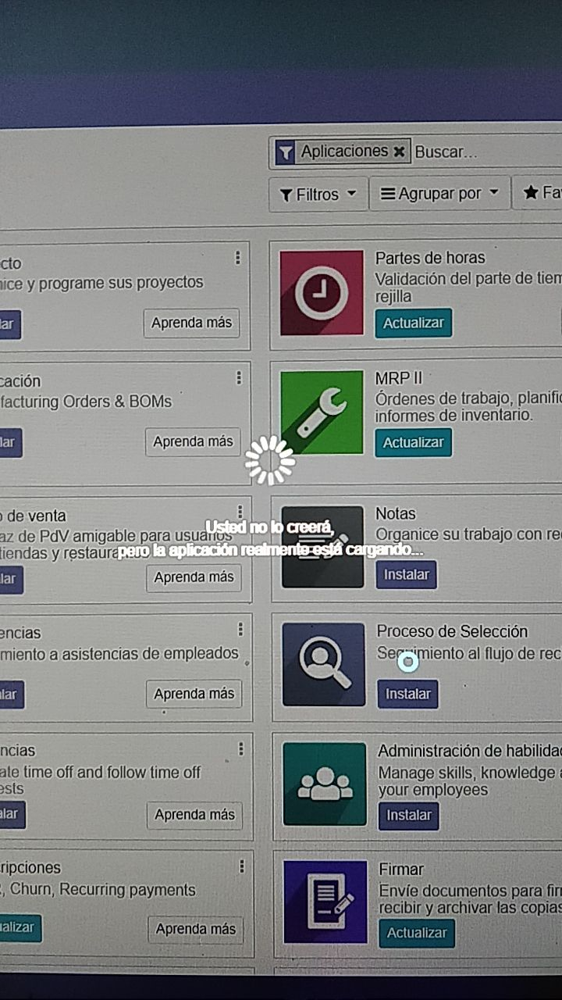 Aplicaciones ✖ Buscar...
Filtros
Agrupar por
Fa
cto
nice y programe sus proyectos
lar
Aprenda más
Partes de horas
Validación del parte de tiem
rejilla
Actualizar
cación
facturing Orders & BOMs
lar
Aprenda más
MRP II
Órdenes de trabajo, planific
informes de inventario.
Actualizar
o de venta
az de PdV amigable para usuarios
tiendas y restaura
lar
Aprenda más
Usted no lo creerá,
pero la aplicación realmente está cargando...
Notas
Organice su trabajo con re
Instalar
encias
miento a asistencias de empleados
lar
Aprenda más
Proceso de Selección
Seguimiento al flujo de rec
Instalar
ncias
ate time off and follow time off
ests
alar
Aprenda más
Administración de habilidad
Manage skills, knowledge a
your employees
Instalar
ripciones
, Churn, Recurring payments
alizar
Aprenda más
Firmar
Envíe documentos para firm
recibir y archivar las copias
Actualizar